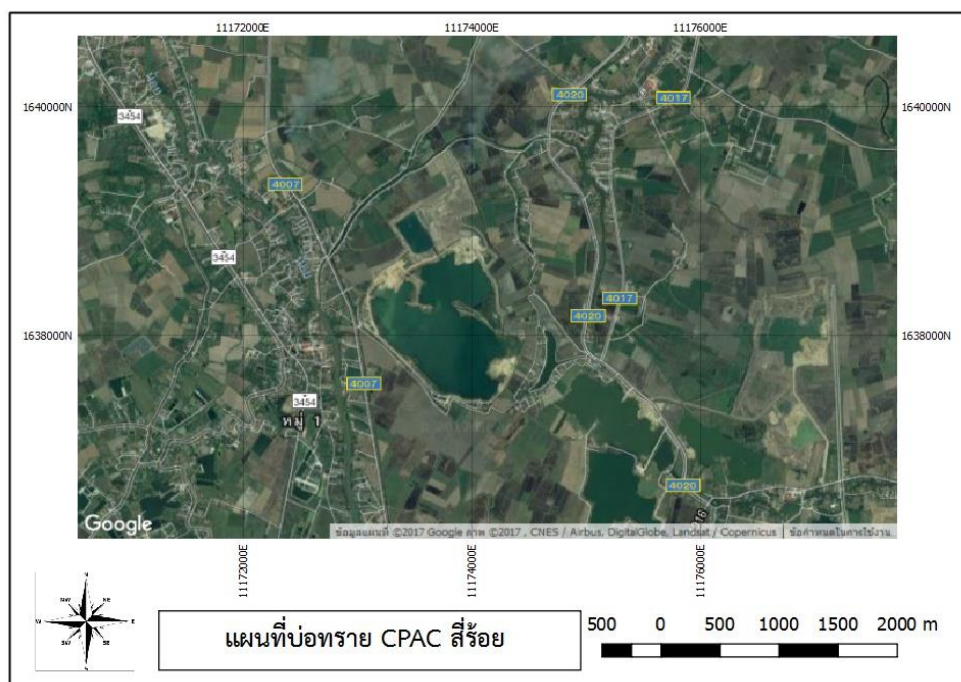 11172000E 11174000E 11176000E
1640000N 1640000N
4020 4017
3454
4007
3454
4017
4020
1638000N 1638000N
4007
3454
หมู่ 1
4020
Google
ข้อมูลแผนที่ ©2017 Google ภาพ ©2017 , CNES / Airbus, DigitalGlobe, Landsat / Copernicus ข้อกำหนดในการใช้งาน
11172000E 11174000E 11176000E
N
NW NE
W E
SW SE
S
แผนที่บ่อทราย CPAC สี่ร้อย
500 0 500 1000 1500 2000 m